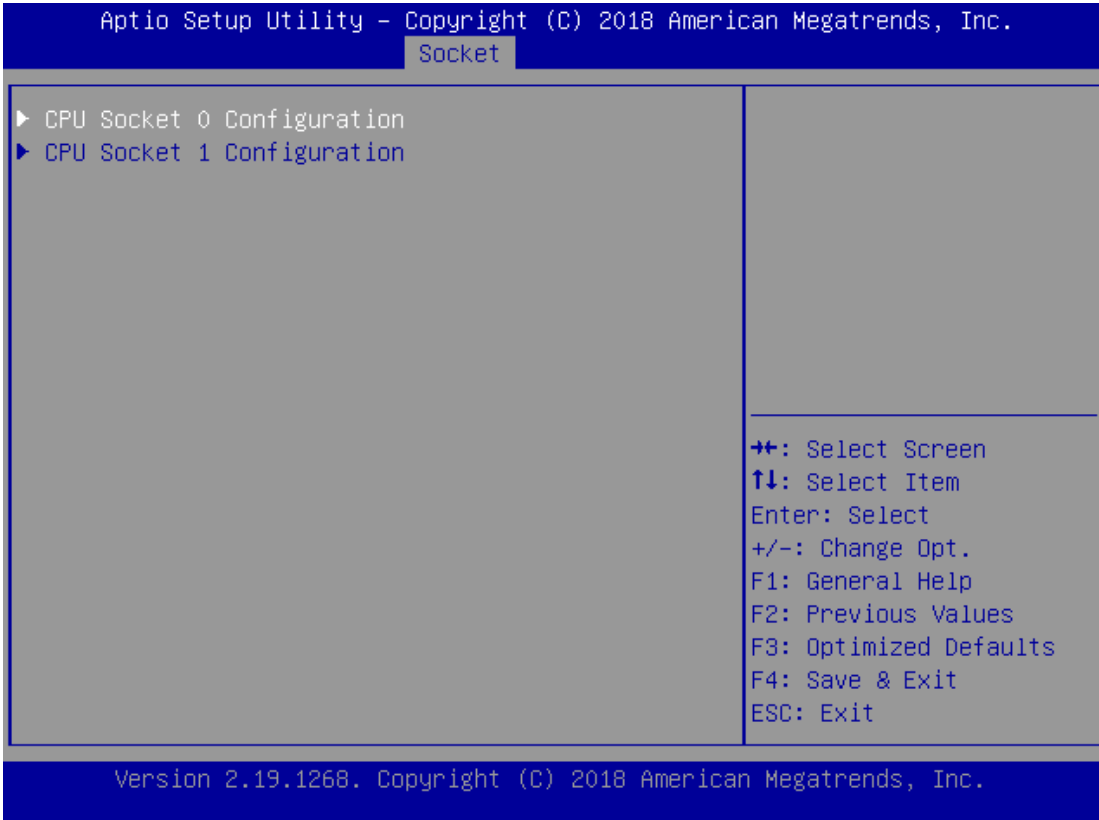 Aptio Setup Utility – Copyright (C) 2018 American Megatrends, Inc.
Socket
▶ CPU Socket 0 Configuration
▶ CPU Socket 1 Configuration
→←: Select Screen
↑↓: Select Item
Enter: Select
+/-: Change Opt.
F1: General Help
F2: Previous Values
F3: Optimized Defaults
F4: Save & Exit
ESC: Exit
Version 2.19.1268. Copyright (C) 2018 American Megatrends, Inc.